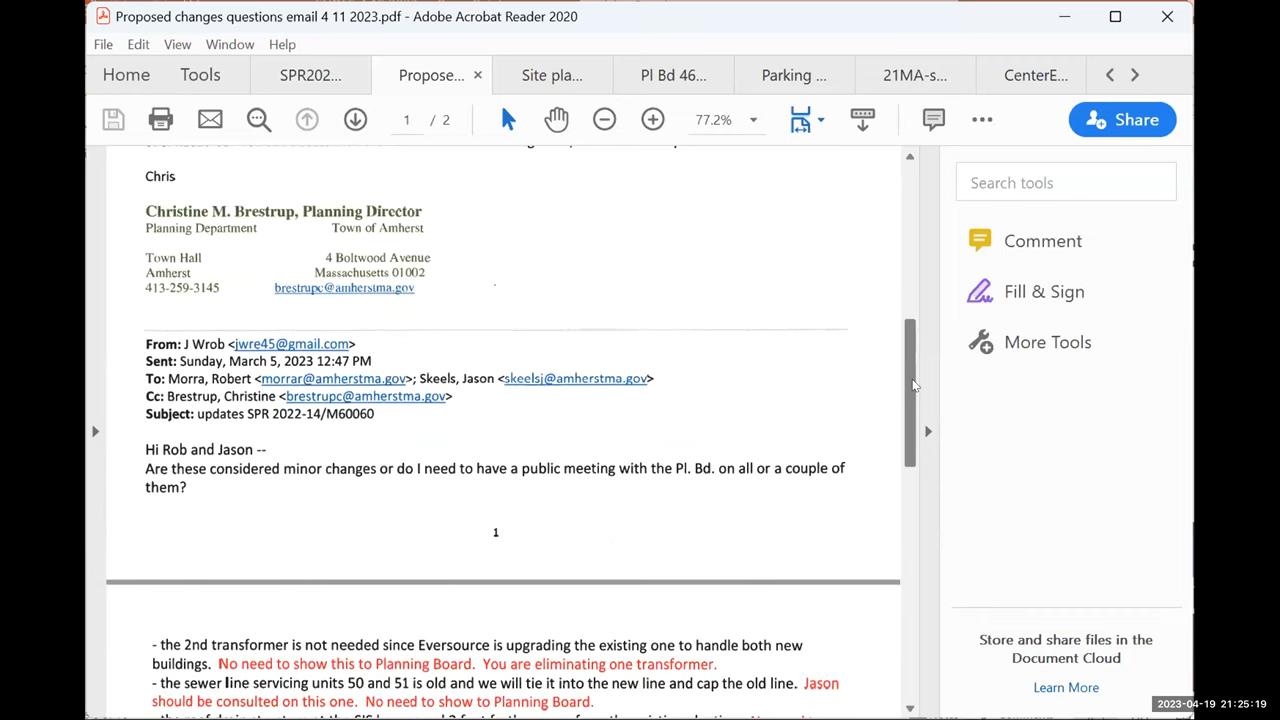 Proposed changes questions email 4 11 2023.pdf - Adobe Acrobat Reader 2020
File Edit View Window Help
Home Tools SPR202... Propose... × Site pla... Pl Bd 46... Parking ... 21MA-s... CenterE...
1 / 2 77.2% Share
Chris
Christine M. Brestrup, Planning Director
Planning Department Town of Amherst
Town Hall 4 Boltwood Avenue
Amherst Massachusetts 01002
413-259-3145 brestrupc@amherstma.gov
From: J Wrob <jwre45@gmail.com>
Sent: Sunday, March 5, 2023 12:47 PM
To: Morra, Robert <morrar@amherstma.gov>; Skeels, Jason <skeelsj@amherstma.gov>
Cc: Brestrup, Christine <brestrupc@amherstma.gov>
Subject: updates SPR 2022-14/M60060
Hi Rob and Jason --
Are these considered minor changes or do I need to have a public meeting with the Pl. Bd. on all or a couple of
them?
1
- the 2nd transformer is not needed since Eversource is upgrading the existing one to handle both new
buildings. No need to show this to Planning Board. You are eliminating one transformer.
- the sewer line servicing units 50 and 51 is old and we will tie it into the new line and cap the old line. Jason
should be consulted on this one. No need to show to Planning Board.
Search tools
Comment
Fill & Sign
More Tools
Store and share files in the
Document Cloud
Learn More
2023-04-19 21:25:19